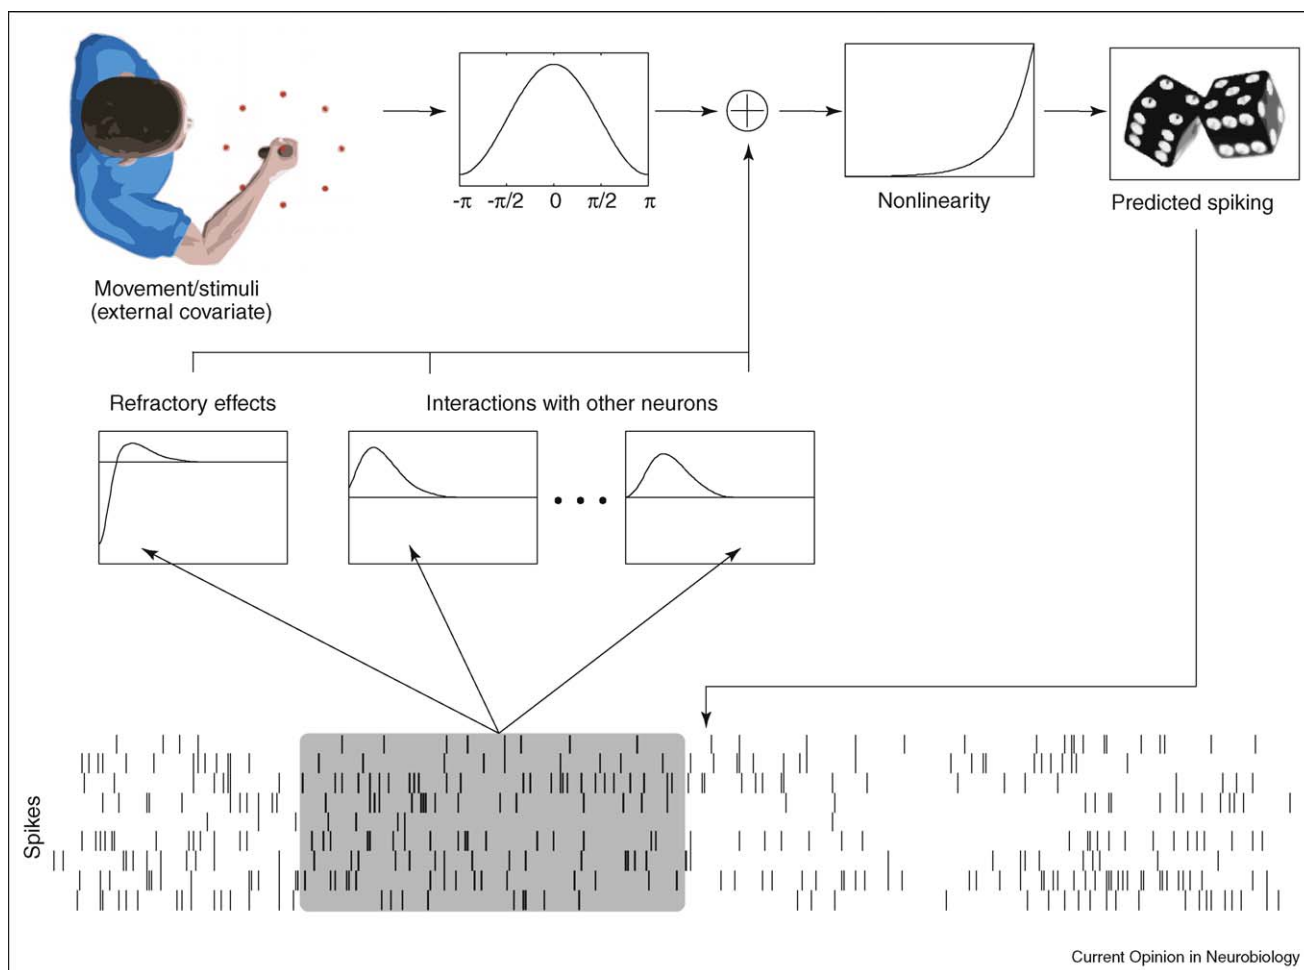 -π -π/2 0 π/2 π
Nonlinearity
Predicted spiking
Movement/stimuli
(external covariate)
Refractory effects
Interactions with other neurons
Spikes
Current Opinion in Neurobiology